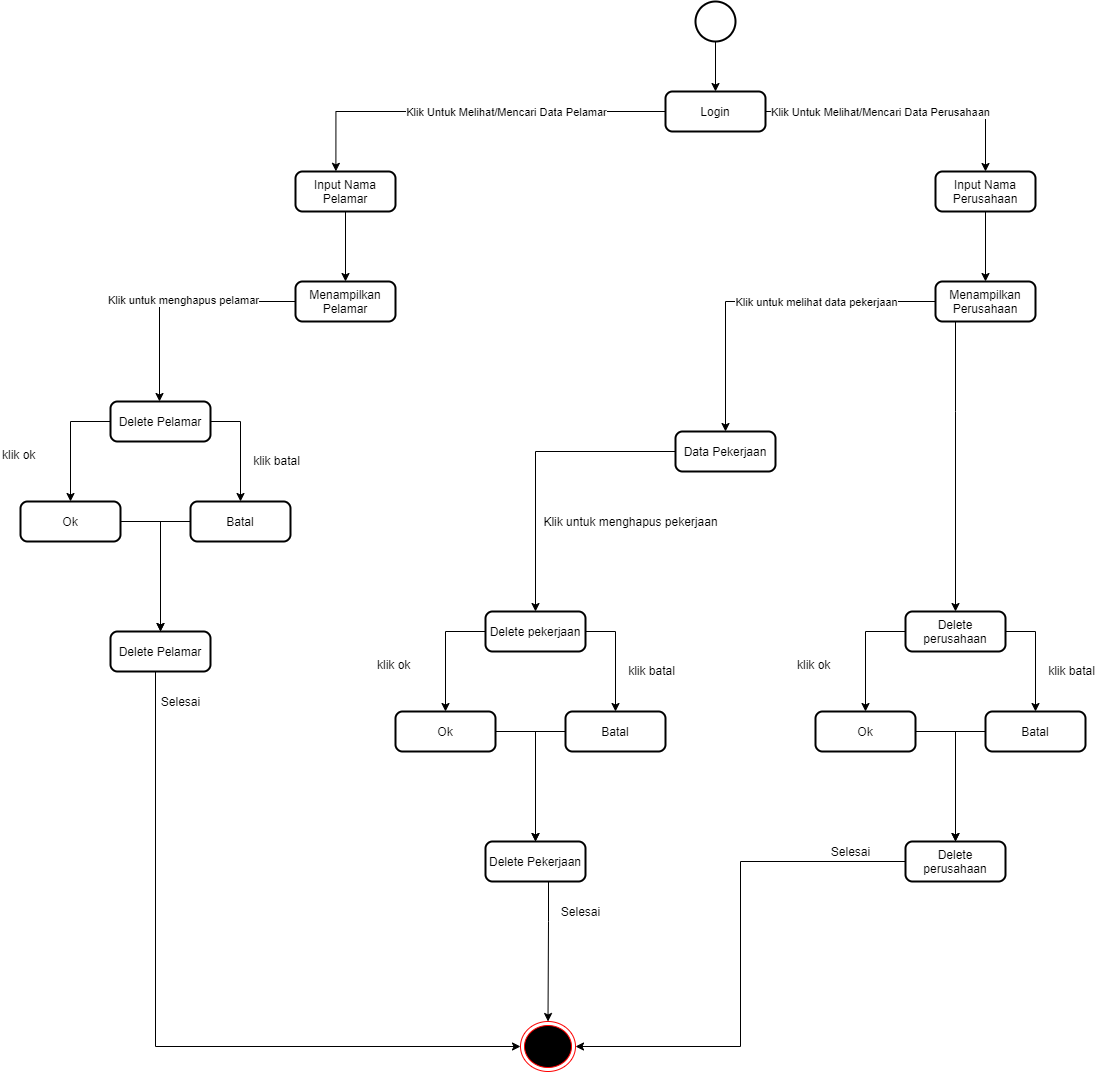 Login
Klik Untuk Melihat/Mencari Data Pelamar
Klik Untuk Melihat/Mencari Data Perusahaan
Input Nama
Pelamar
Input Nama
Perusahaan
Menampilkan
Pelamar
Menampilkan
Perusahaan
Klik untuk menghapus pelamar
Klik untuk melihat data pekerjaan
Delete Pelamar
klik ok
klik batal
Data Pekerjaan
Ok
Batal
Klik untuk menghapus pekerjaan
Delete Pelamar
Selesai
Delete pekerjaan
klik ok
klik batal
Ok
Batal
Delete Pekerjaan
Selesai
Delete
perusahaan
klik ok
klik batal
Ok
Batal
Delete
perusahaan
Selesai